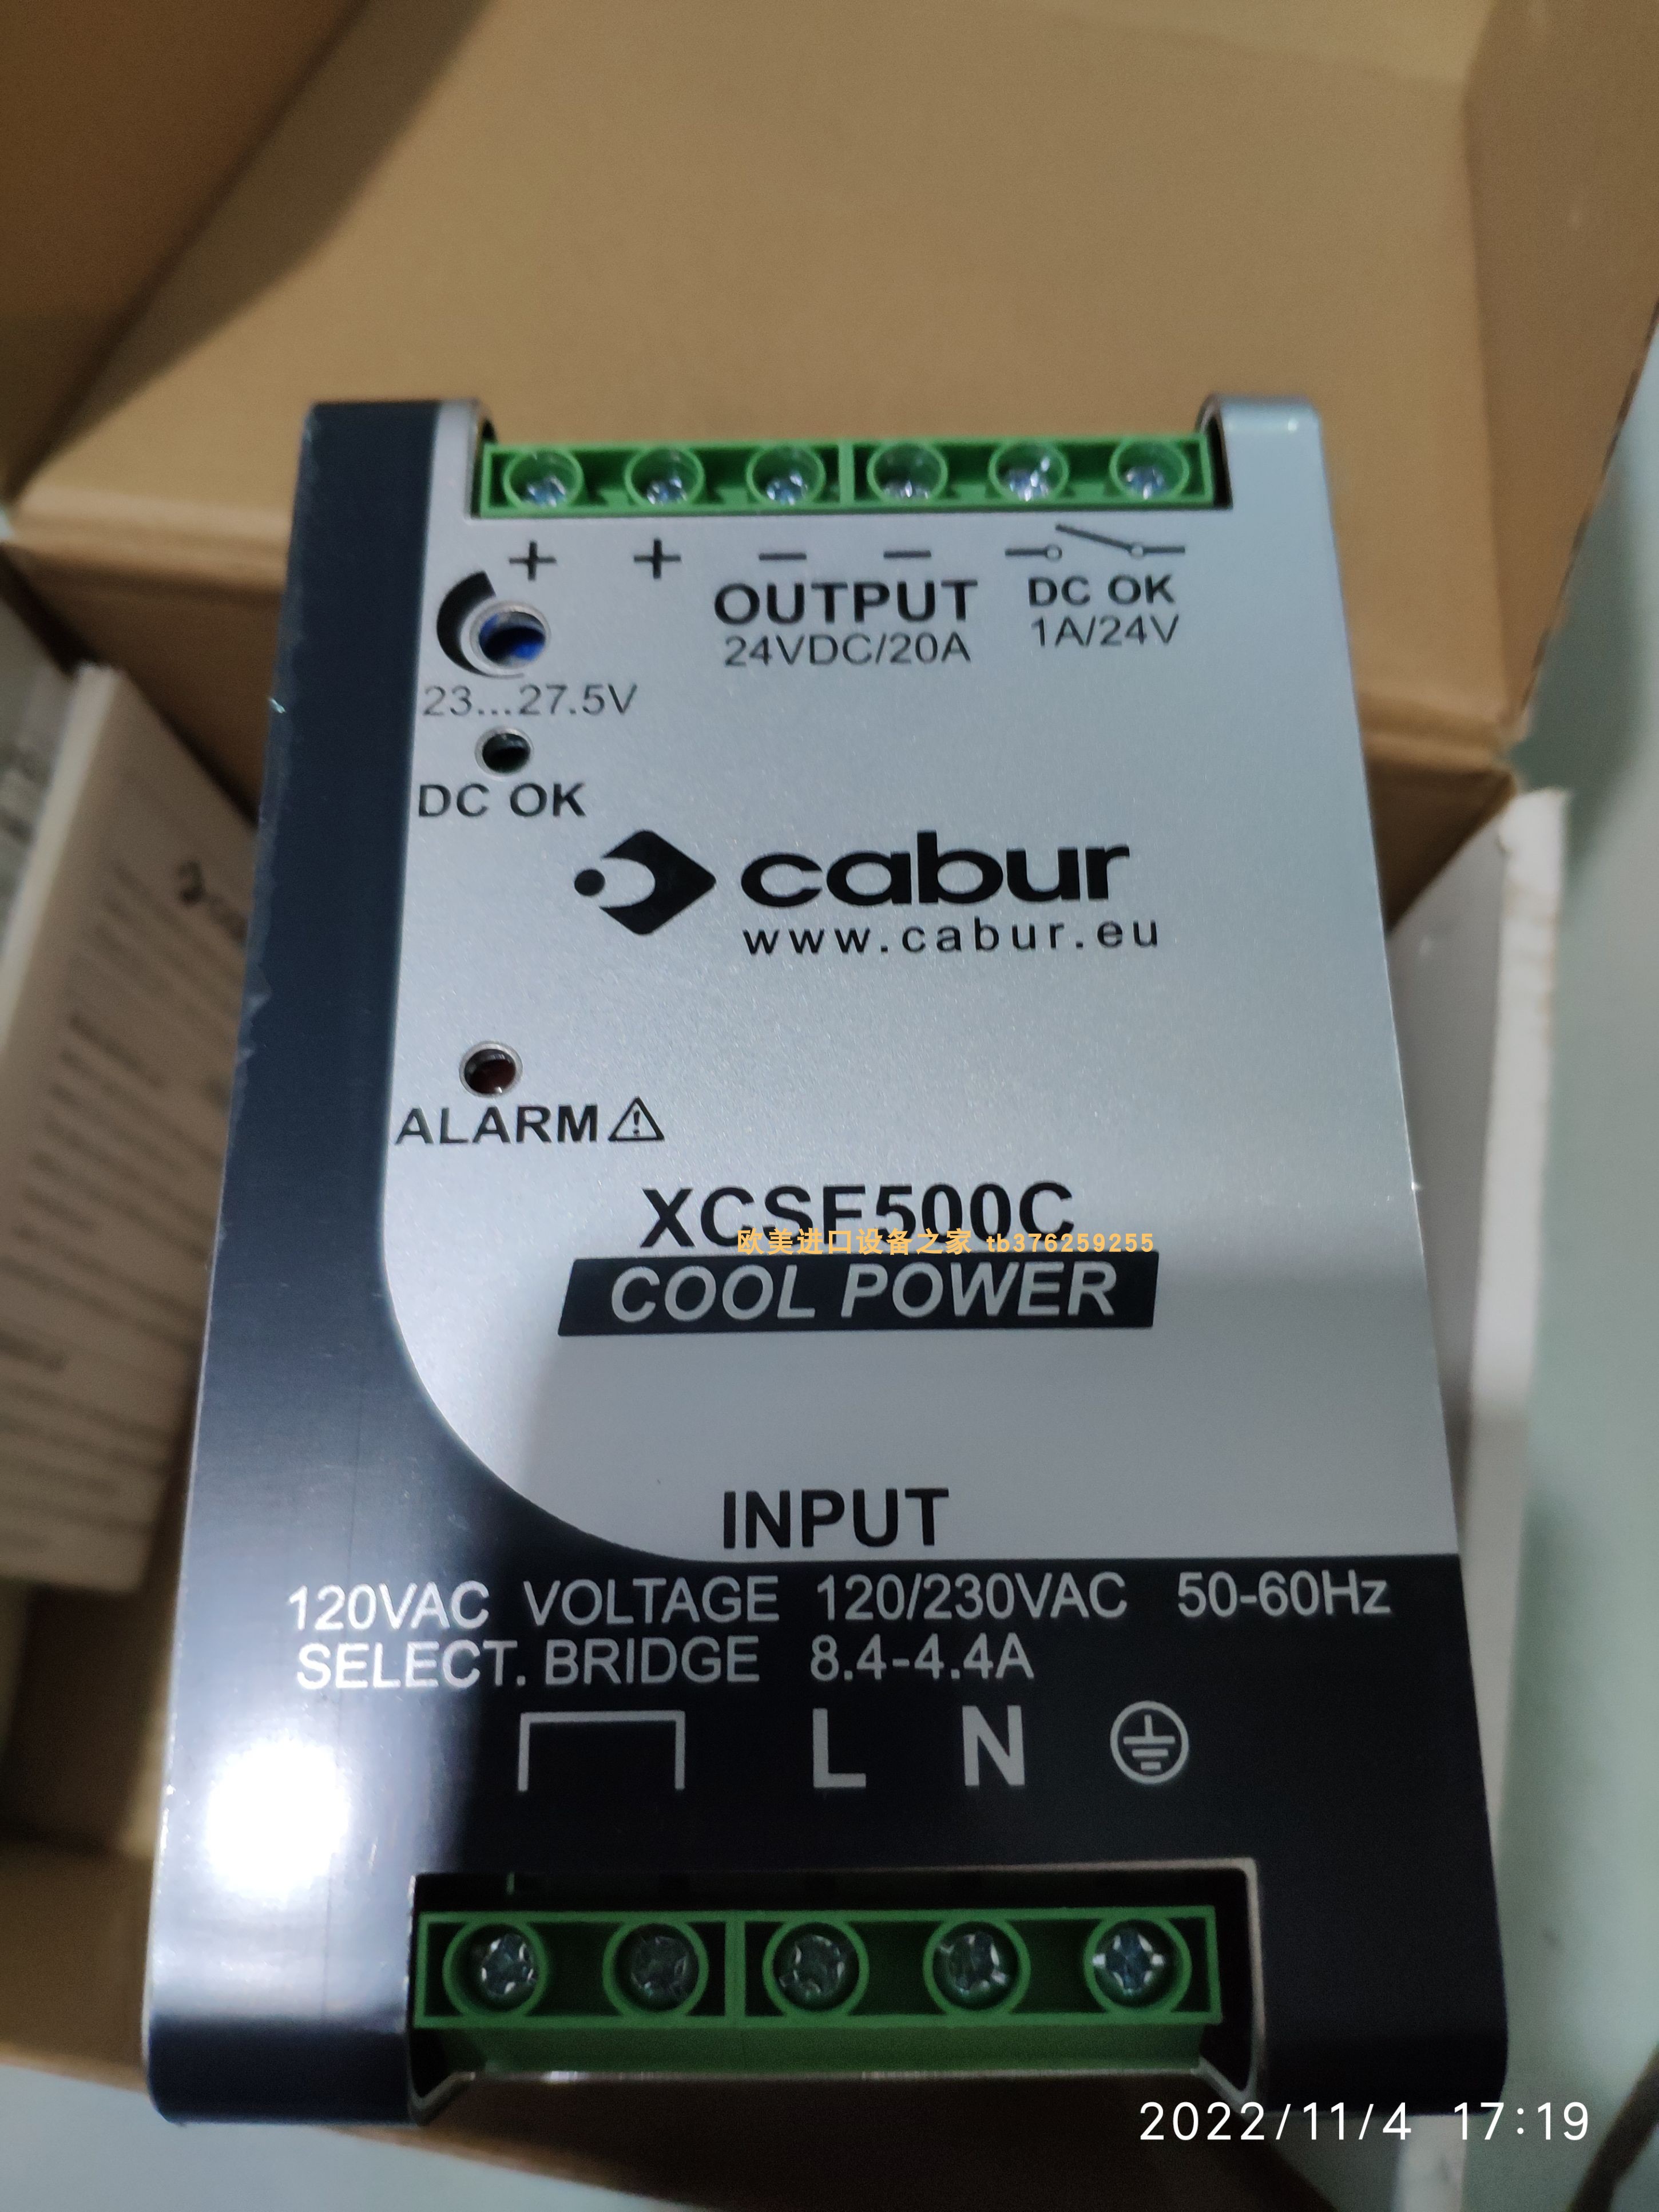 + + − −
OUTPUT
24VDC/20A
DC OK
1A/24V
23...27.5V
DC OK
cabur
www.cabur.eu
ALARM
XCSF500C
欧美进口设备之家 tb376259255
COOL POWER
INPUT
120VAC VOLTAGE 120/230VAC 50-60Hz
SELECT. BRIDGE 8.4-4.4A
L N
2022/11/4 17:19